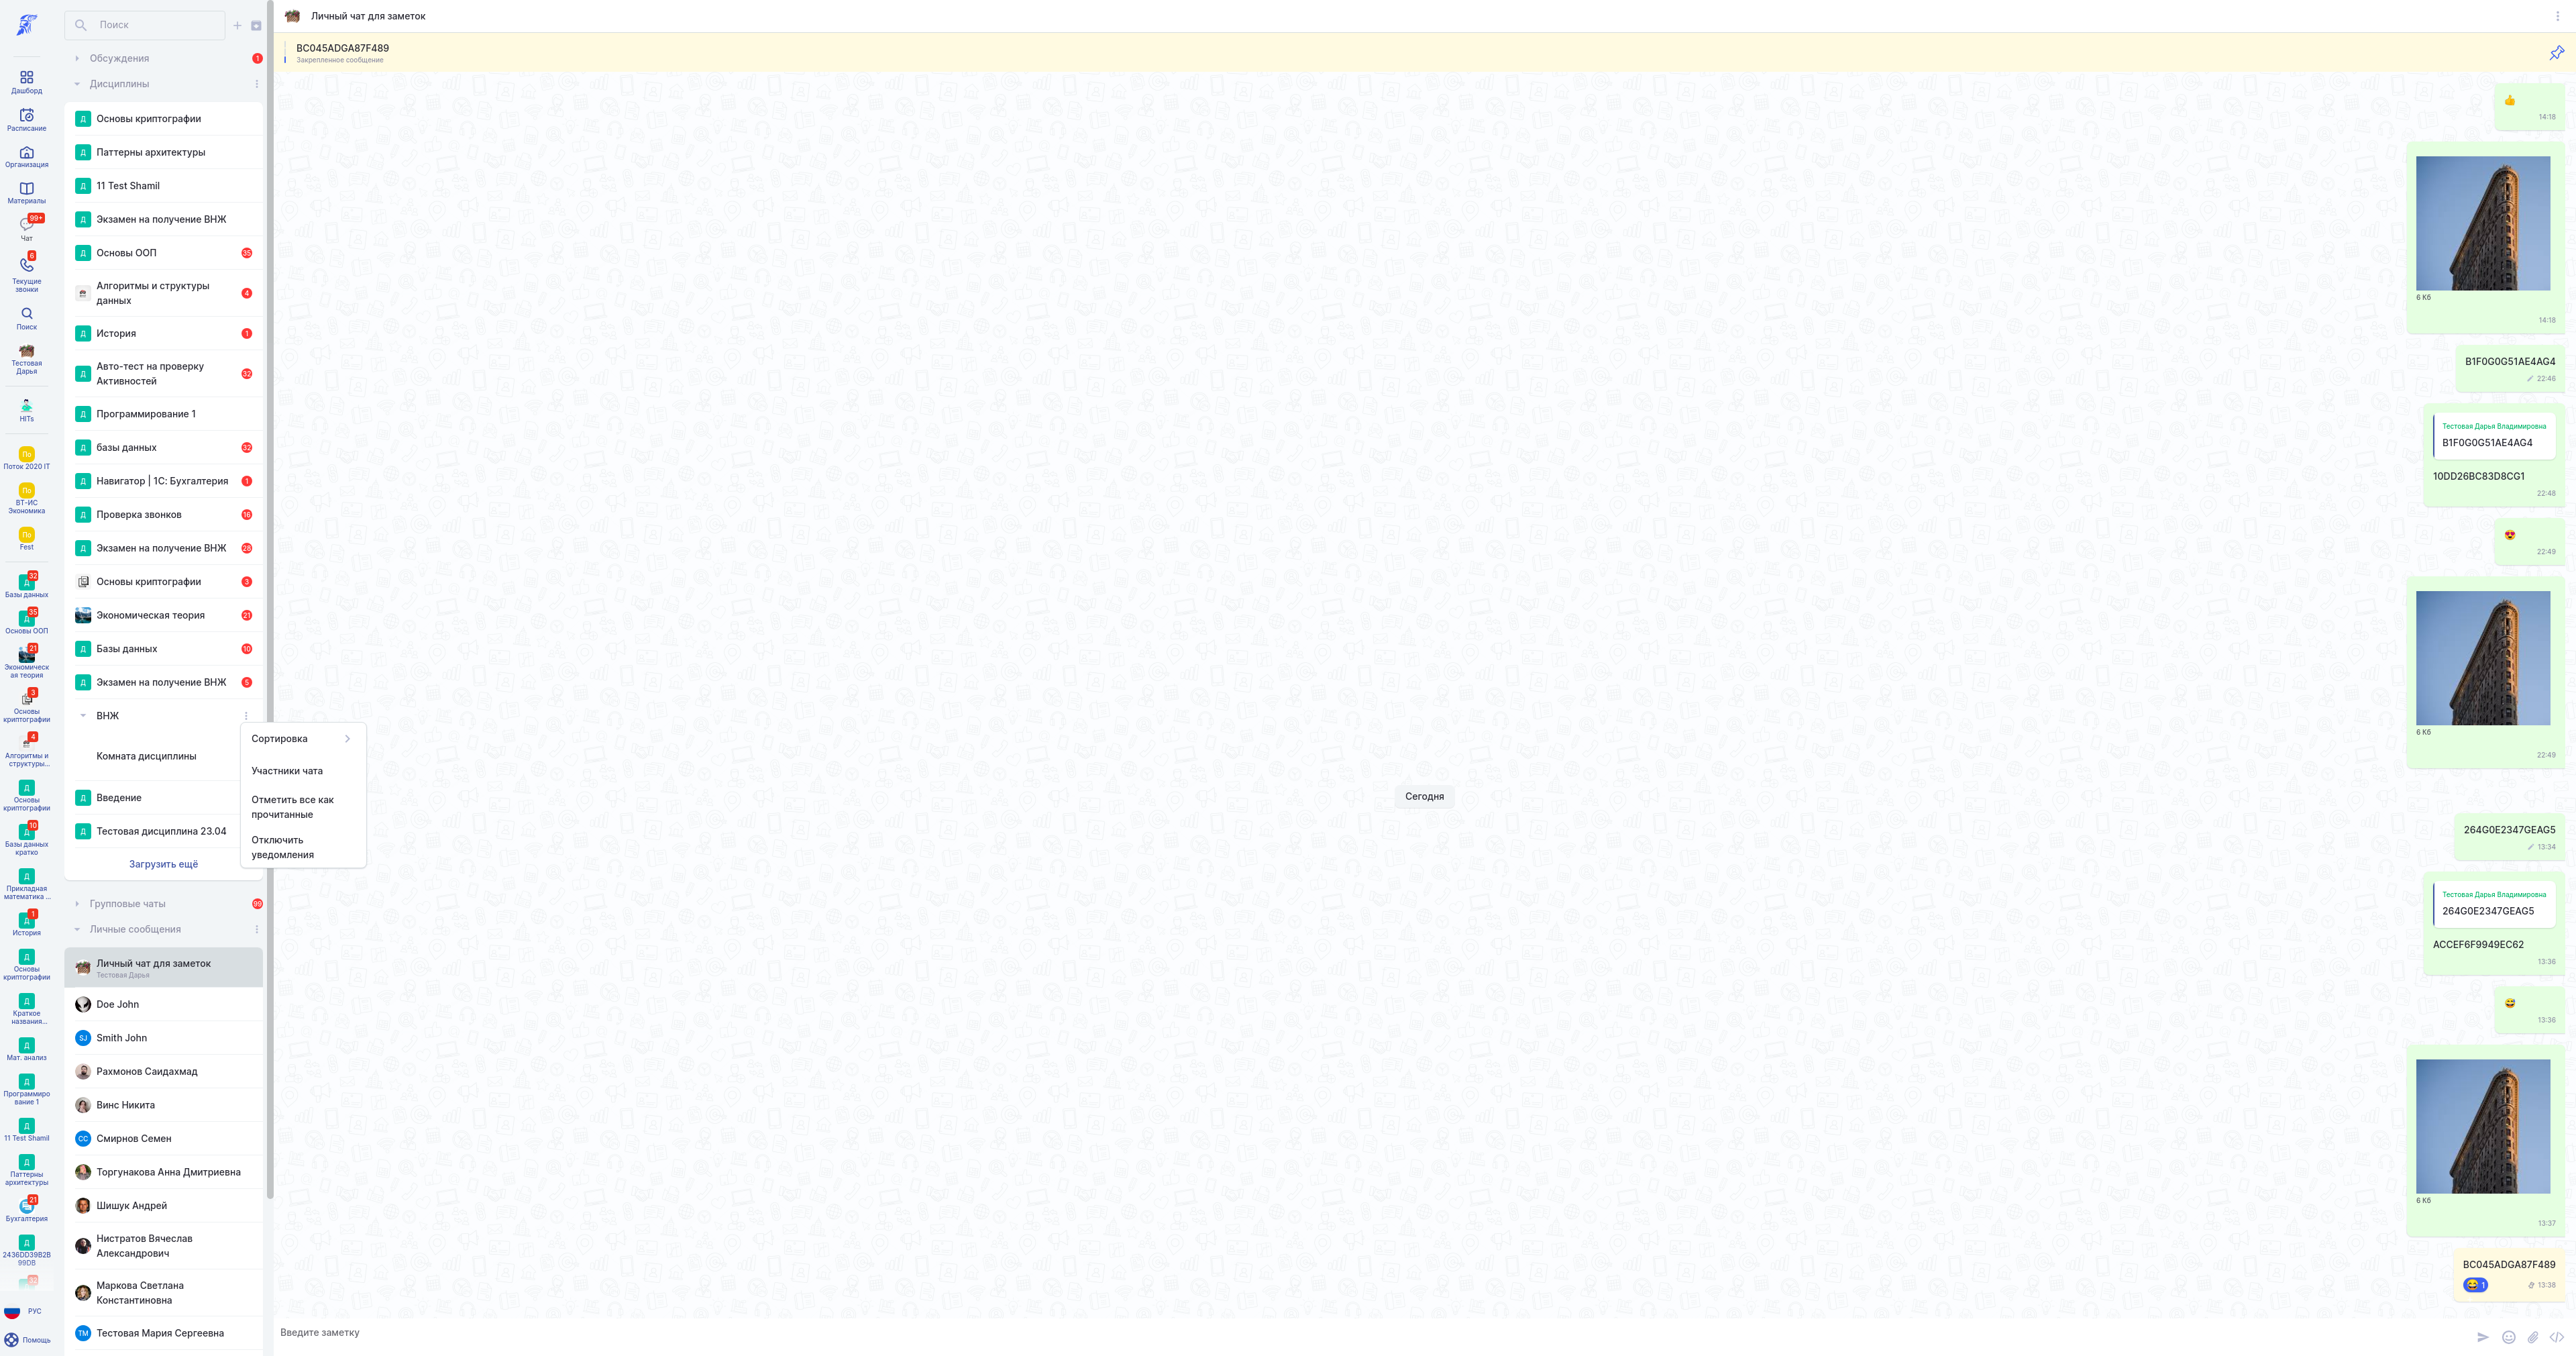 Дашборд
Расписание
Организация
Материалы
99+
Чат
6
Текущие
звонки
Поиск
Тестовая
Дарья
HITs
По
Поток 2020 IT
По
ВТ-ИС
Экономика
По
Fest
32
Д
Базы данных
35
Д
Основы ООП
21
Экономическ
ая теория
3
Основы
криптографии
4
Алгоритмы и
структуры...
Д
Основы
криптографии
10
Д
Базы данных
кратко
Д
Прикладная
математика ...
1
Д
История
Д
Основы
криптографии
Д
Краткое
названия...
Д
Мат. анализ
Д
Программиро
вание 1
Д
11 Test Shamil
Д
Паттерны
архитектуры
21
Бухгалтерия
Д
2436DD39B2B
99DB
32
РУС
Помощь
Поиск
Обсуждения 1
Дисциплины
Д Основы криптографии
Д Паттерны архитектуры
Д 11 Test Shamil
Д Экзамен на получение ВНЖ
Д Основы ООП 35
Алгоритмы и структуры
данных 4
Д История 1
Д Авто-тест на проверку
Активностей 32
Д Программирование 1
Д базы данных 32
Д Навигатор | 1С: Бухгалтерия 1
Д Проверка звонков 16
Д Экзамен на получение ВНЖ 28
Основы криптографии 3
Экономическая теория 21
Д Базы данных 10
Д Экзамен на получение ВНЖ 5
ВНЖ
Комната дисциплины
Д Введение
Д Тестовая дисциплина 23.04
Загрузить ещё
Сортировка
Участники чата
Отметить все как
прочитанные
Отключить
уведомления
Групповые чаты 99
Личные сообщения
Личный чат для заметок
Тестовая Дарья
Doe John
SJ Smith John
Рахмонов Саидахмад
Винс Никита
СС Смирнов Семен
Торгунакова Анна Дмитриевна
Шишук Андрей
Нистратов Вячеслав
Александрович
Маркова Светлана
Константиновна
ТМ Тестовая Мария Сергеевна
Личный чат для заметок
BC045ADGA87F489
Закрепленное сообщение
14:18
6 Кб
14:18
B1F0G0G51AE4AG4
22:46
Тестовая Дарья Владимировна
B1F0G0G51AE4AG4
10DD26BC83D8CG1
22:48
22:49
6 Кб
22:49
Сегодня
264G0E2347GEAG5
13:34
Тестовая Дарья Владимировна
264G0E2347GEAG5
ACCEF6F9949EC62
13:36
13:36
6 Кб
13:37
BC045ADGA87F489
1 13:38
Введите заметку